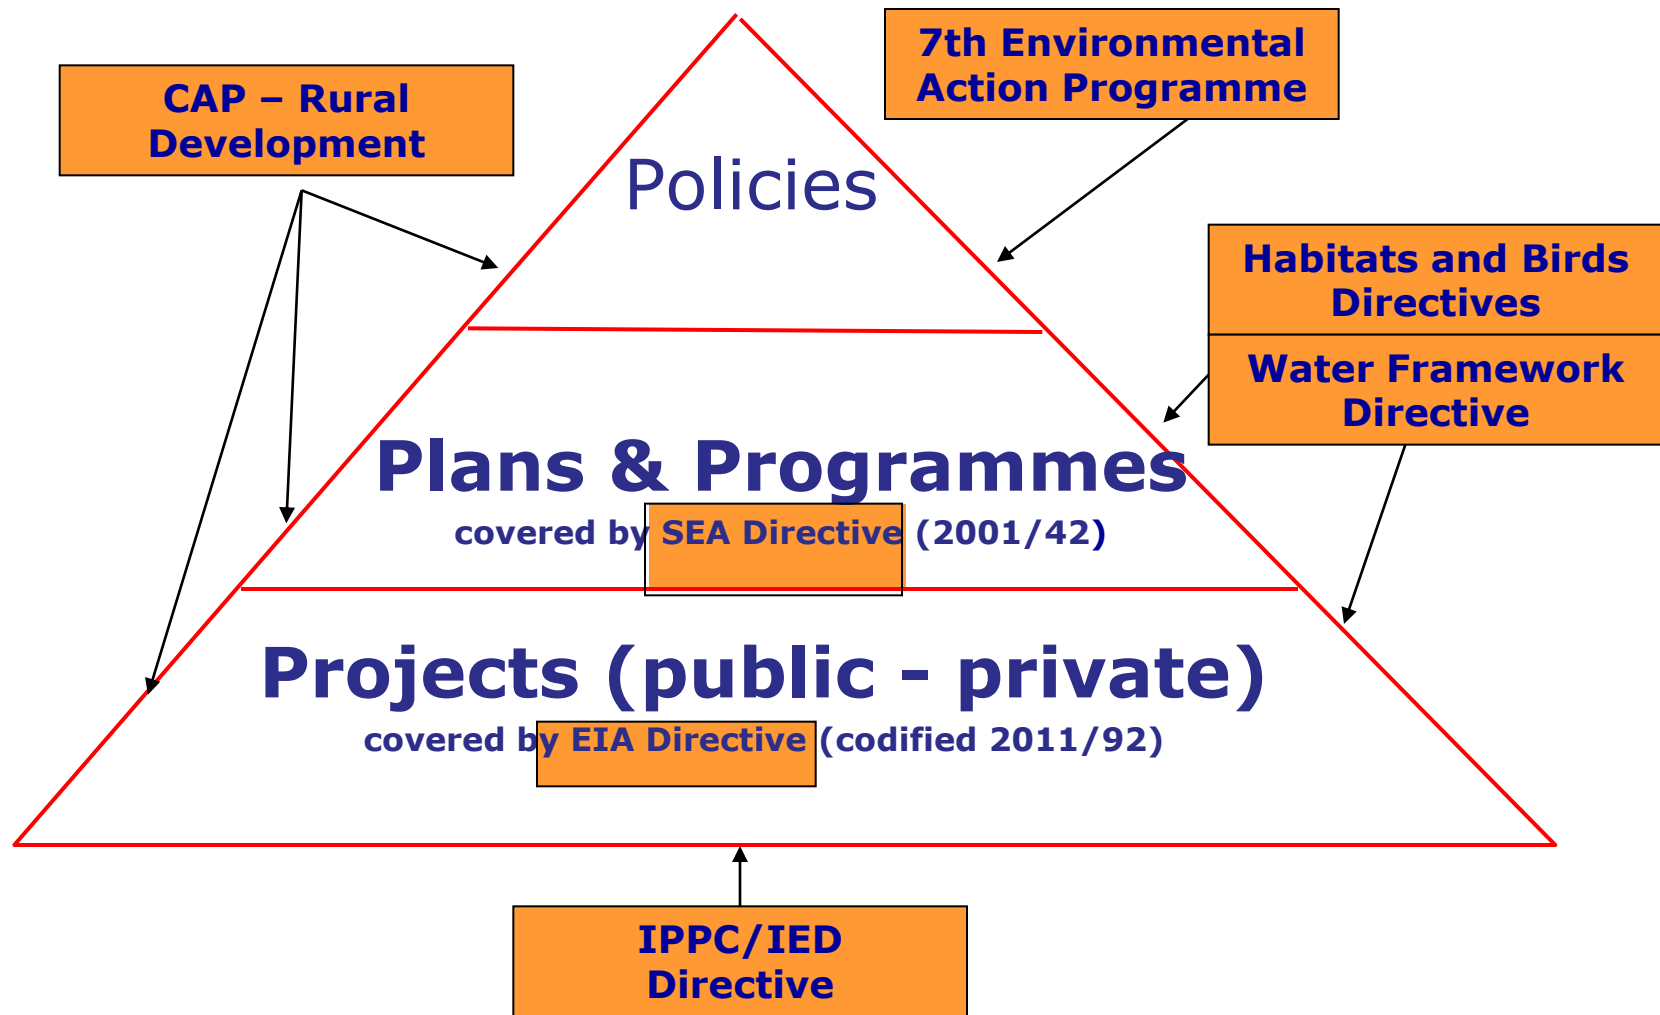 7th Environmental
Action Programme
CAP – Rural
Development
Policies
Habitats and Birds
Directives
Water Framework
Directive
Plans & Programmes
covered by SEA Directive (2001/42)
Projects (public - private)
covered by EIA Directive (codified 2011/92)
IPPC/IED
Directive